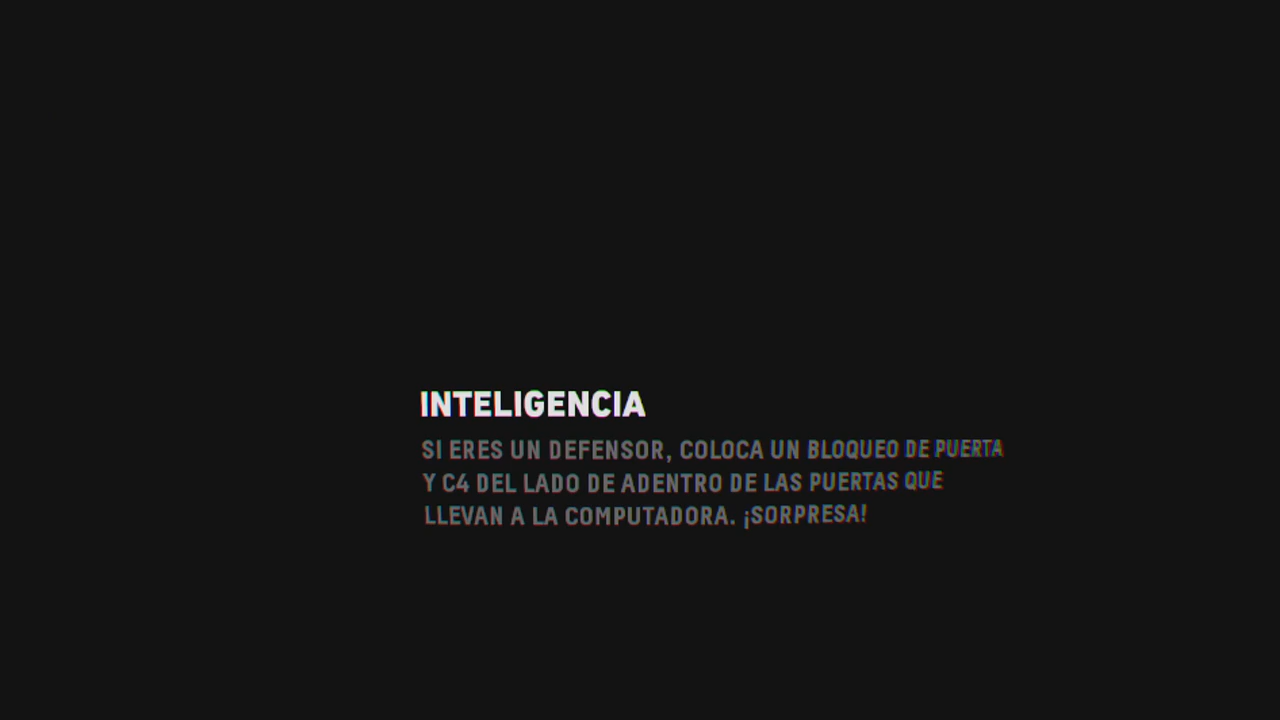 INTELIGENCIA
SI ERES UN DEFENSOR, COLOCA UN BLOQUEO DE PUERTA
Y C4 DEL LADO DE ADENTRO DE LAS PUERTAS QUE
LLEVAN A LA COMPUTADORA. ¡SORPRESA!